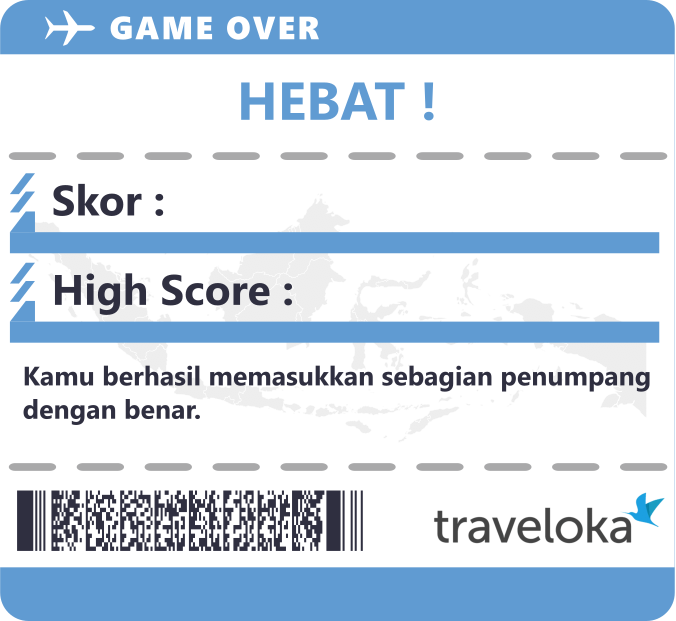 GAME OVER
HEBAT !
Skor :
High Score :
Kamu berhasil memasukkan sebagian penumpang
dengan benar.
traveloka